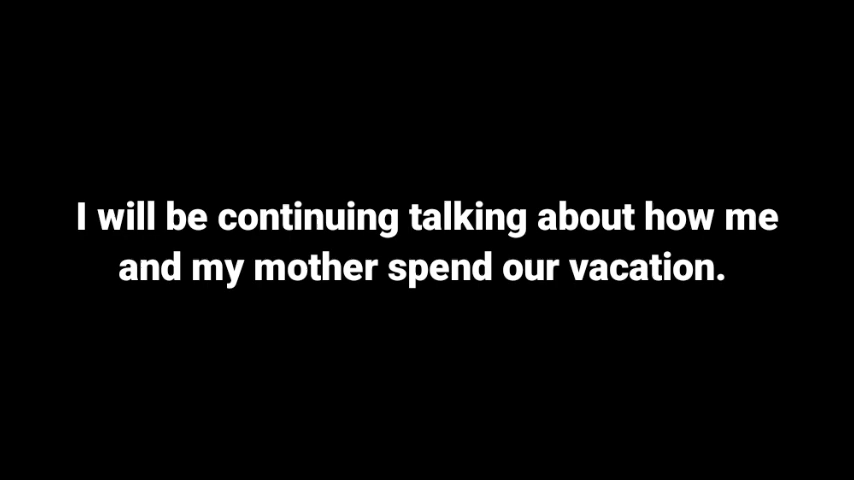 I will be continuing talking about how me
and my mother spend our vacation.